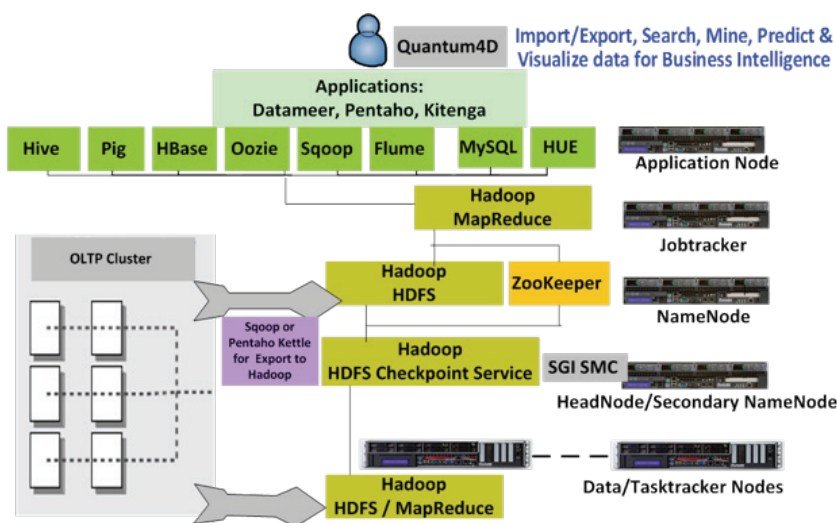 Quantum4D
Import/Export, Search, Mine, Predict &
Visualize data for Business Intelligence
Applications:
Datameer, Pentaho, Kitenga
Hive
Pig
HBase
Oozie
Sqoop
Flume
MySQL
HUE
Application Node
Hadoop
MapReduce
Jobtracker
OLTP Cluster
Hadoop
HDFS
ZooKeeper
NameNode
Sqoop or
Pentaho Kettle
for Export to
Hadoop
Hadoop
HDFS Checkpoint Service
SGI SMC
HeadNode/Secondary NameNode
Data/Tasktracker Nodes
Hadoop
HDFS / MapReduce